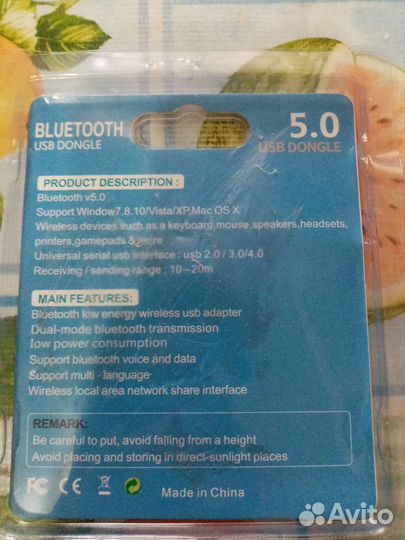 BLUETOOTH
USB DONGLE
5.0
USB DONGLE
PRODUCT DESCRIPTION :
Bluetooth v5.0
Support Window7.8.10/Vista/XP,Mac OS X
Wireless devices such as a keyboard,mouse,speakers,headsets,
printers,gamepads & more
Universal serial usb interface : usb 2.0 / 3.0/4.0
Receiving / sending range : 10-20m
MAIN FEATURES:
Bluetooth low energy wireless usb adapter
Dual-mode bluetooth transmission
low power consumption
Support bluetooth voice and data
Support multi - language
Wireless local area network share interface
REMARK:
Be careful to put, avoid falling from a height
Avoid placing and storing in direct-sunlight places
FC CE Made in China
Avito